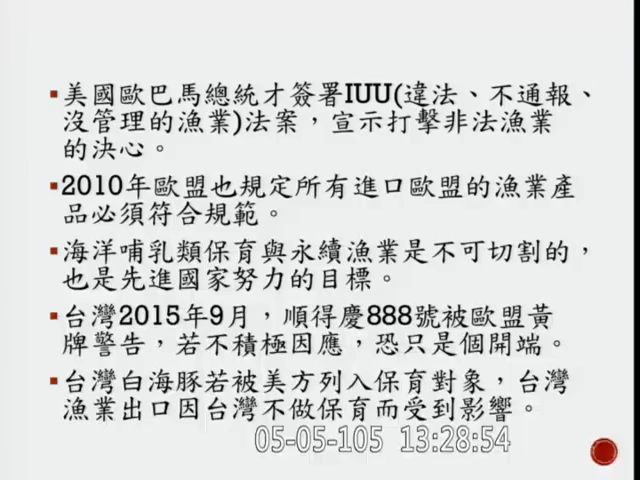 ▪美國歐巴馬總統才簽署IUU(違法、不通報、
沒管理的漁業)法案，宣示打擊非法漁業
的決心。
▪2010年歐盟也規定所有進口歐盟的漁業產
品必須符合規範。
▪海洋哺乳類保育與永續漁業是不可切割的，
也是先進國家努力的目標。
▪台灣2015年9月，順得慶888號被歐盟黃
牌警告，若不積極因應，恐只是個開端。
▪台灣白海豚若被美方列入保育對象，台灣
漁業出口因台灣不做保育而受到影響。
05-05-105 13:28:54